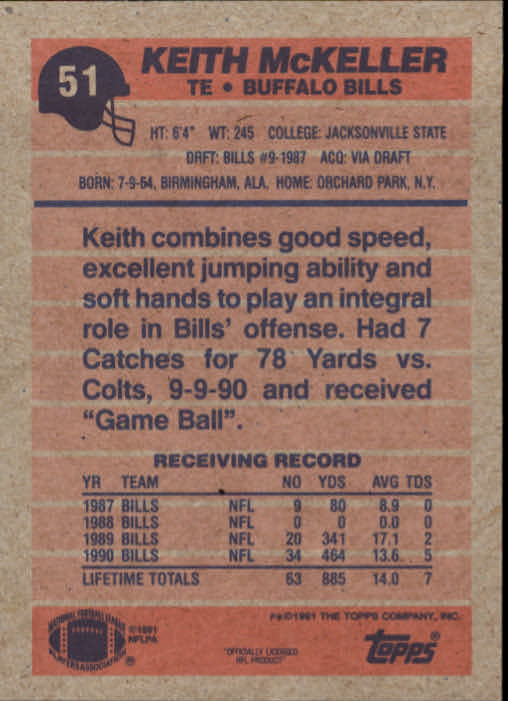 51
KEITH McKELLER
TE • BUFFALO BILLS
HT: 6'4" WT: 245 COLLEGE: JACKSONVILLE STATE
DRFT: BILLS #9-1987 ACQ: VIA DRAFT
BORN: 7-9-64, BIRMINGHAM, ALA. HOME: ORCHARD PARK, N.Y.
Keith combines good speed,
excellent jumping ability and
soft hands to play an integral
role in Bills' offense. Had 7
Catches for 78 Yards vs.
Colts, 9-9-90 and received
"Game Ball".
RECEIVING RECORD
YR TEAM NO YDS AVG TDS
1987 BILLS NFL 9 80 8.9 0
1988 BILLS NFL 0 0 0.0 0
1989 BILLS NFL 20 341 17.1 2
1990 BILLS NFL 34 464 13.6 5
LIFETIME TOTALS 63 885 14.0 7
NATIONAL FOOTBALL LEAGUE
PLAYERS ASSOCIATION
©1991
NFLPA
©1991 THE TOPPS COMPANY, INC.
"OFFICIALLY LICENSED
NFL PRODUCT"
topps®